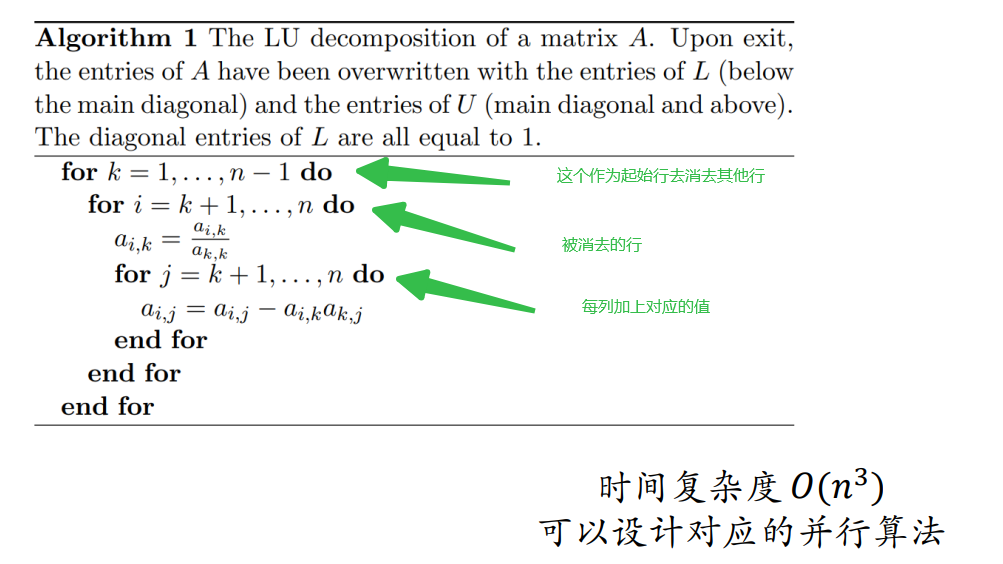 Algorithm 1 The LU decomposition of a matrix A. Upon exit,
the entries of A have been overwritten with the entries of L (below
the main diagonal) and the entries of U (main diagonal and above).
The diagonal entries of L are all equal to 1.
for k = 1, . . . , n − 1 do
这个作为起始行去消去其他行
for i = k + 1, . . . , n do
a_{i,k} = \frac{a_{i,k}}{a_{k,k}}
被消去的行
for j = k + 1, . . . , n do
a_{i,j} = a_{i,j} − a_{i,k}a_{k,j}
每列加上对应的值
end for
end for
end for
时间复杂度 O(n³)
可以设计对应的并行算法